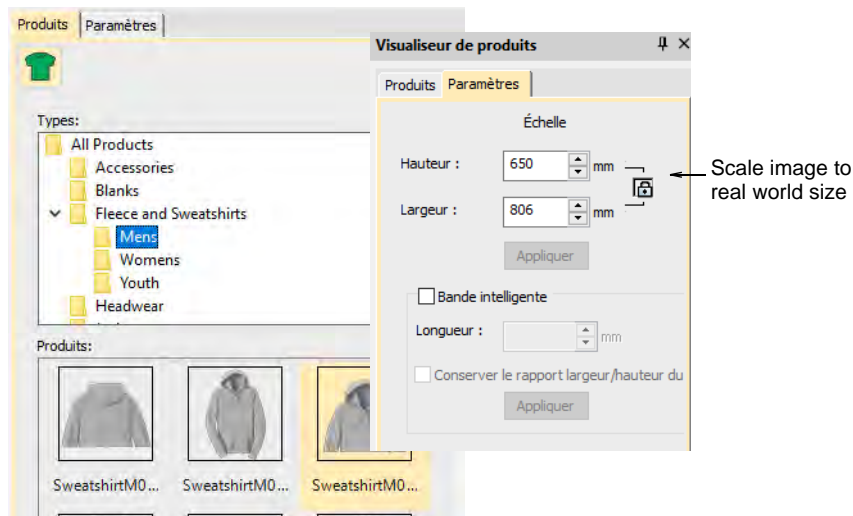 Produits Paramètres
Types:
All Products
Accessories
Blanks
Fleece and Sweatshirts
Mens
Womens
Youth
Headwear
Produits:
SweatshirtM0...
SweatshirtM0...
SweatshirtM0...
Visualiseur de produits
Produits Paramètres
Échelle
Hauteur : 650 mm
Largeur : 806 mm
Appliquer
Bande intelligente
Longueur : mm
Conserver le rapport largeur/hauteur du
Appliquer
Scale image to
real world size